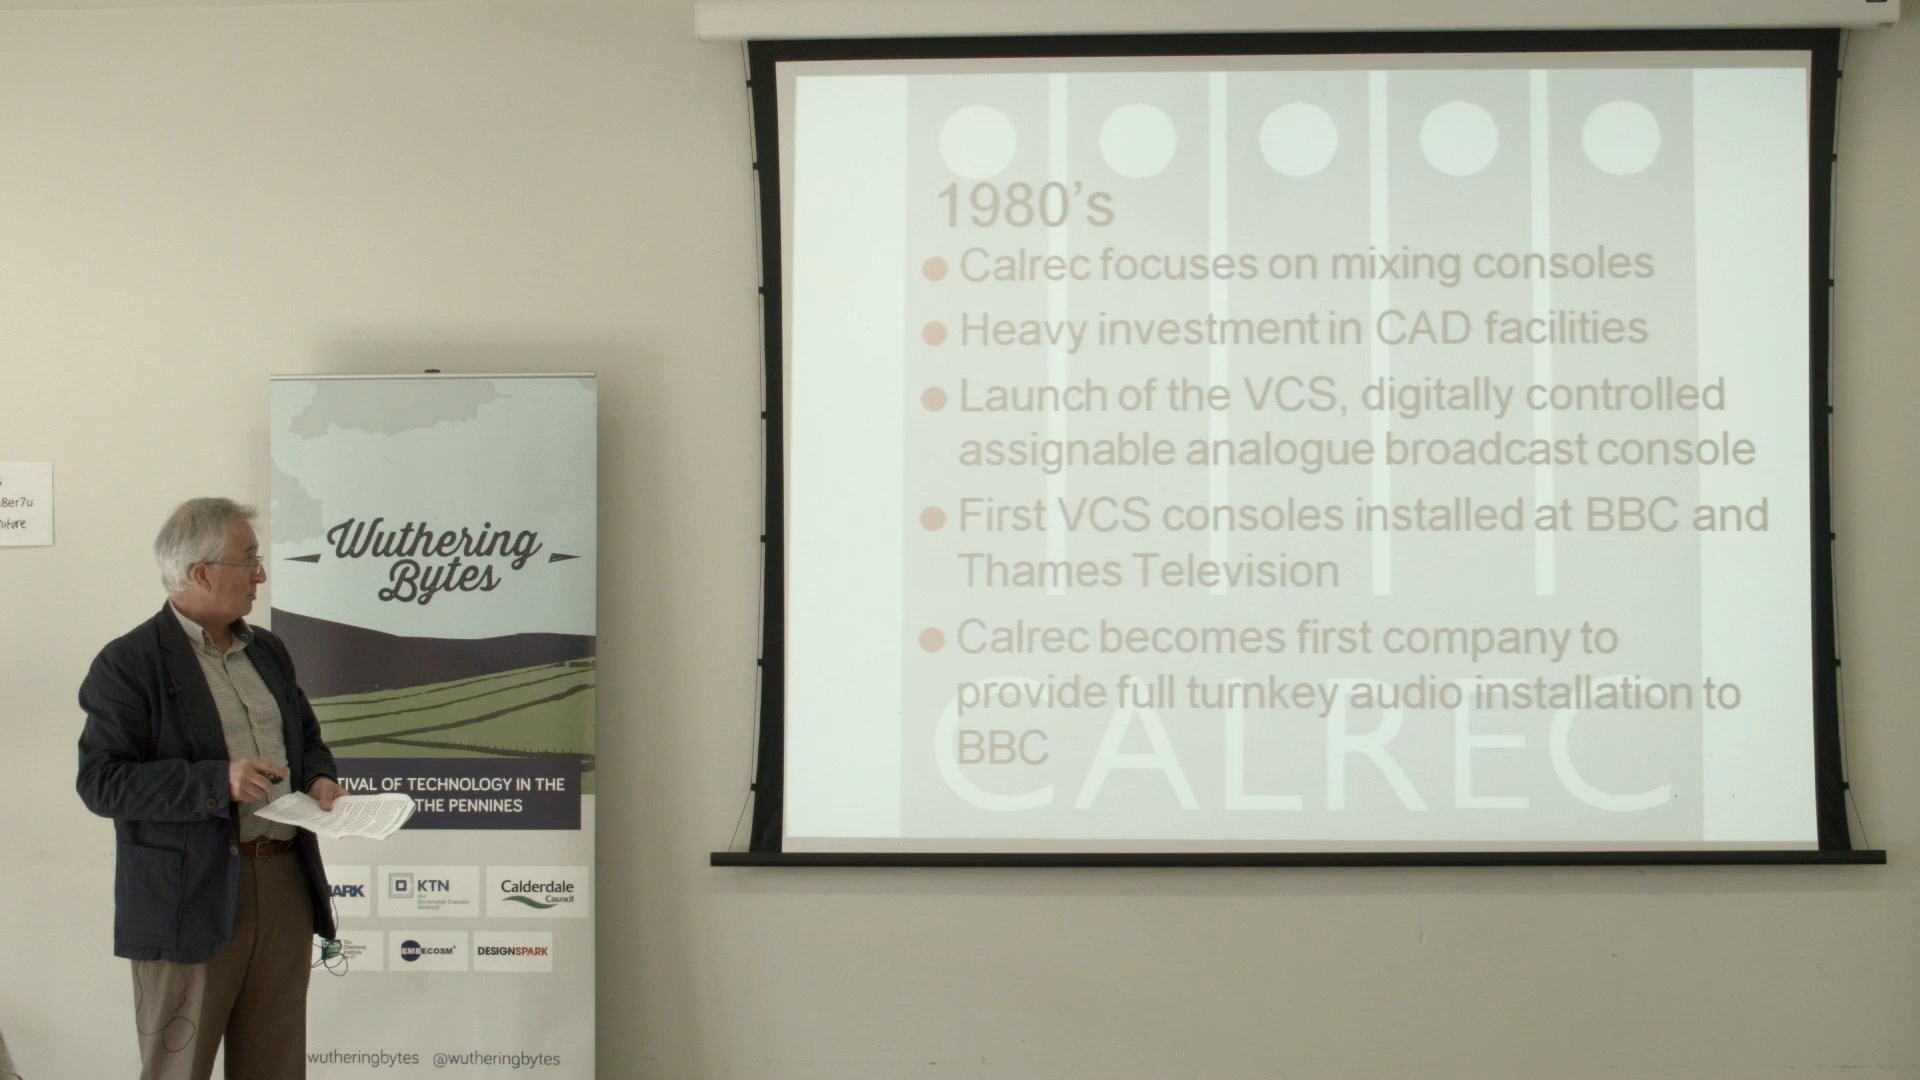 8er7u
1980's
Calrec focuses on mixing consoles
Heavy investment in CAD facilities
Launch of the VCS, digitally controlled
assignable analogue broadcast console
First VCS consoles installed at BBC and
Thames Television
Calrec becomes first company to
provide full turnkey audio installation to
BBC
CALREC
Wuthering
Bytes
TIVAL OF TECHNOLOGY IN THE
THE PENNINES
ARK
KTN
Calderdale
Council
EMBECOSM
DESIGNSPARK
wutheringbytes @wutheringbytes